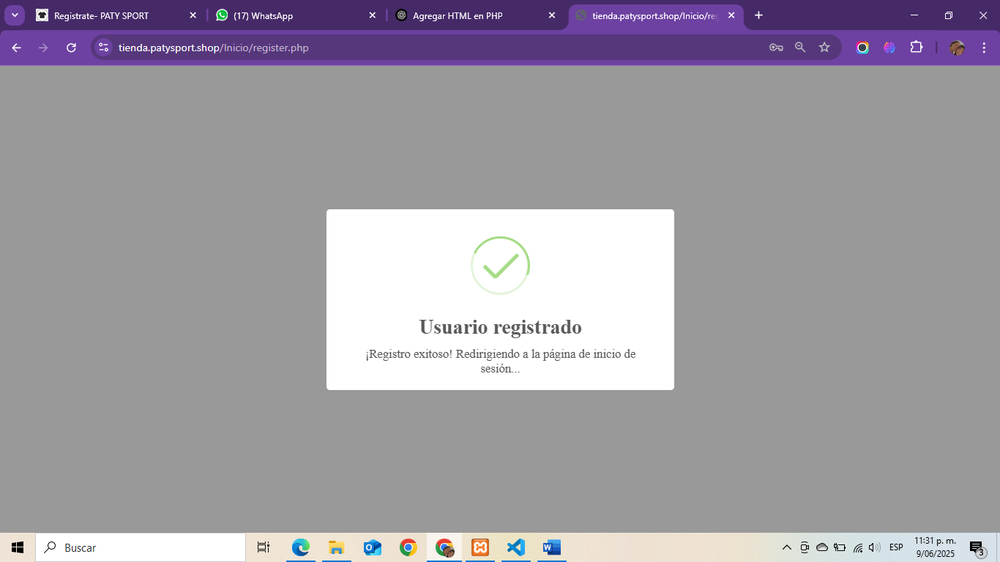 Registrate- PATY SPORT
(17) WhatsApp
Agregar HTML en PHP
tienda.patysport.shop/Inicio/reg
tienda.patysport.shop/Inicio/register.php
Usuario registrado
¡Registro exitoso! Redirigiendo a la página de inicio de
sesión...
Buscar
ESP
11:31 p. m.
9/06/2025
3